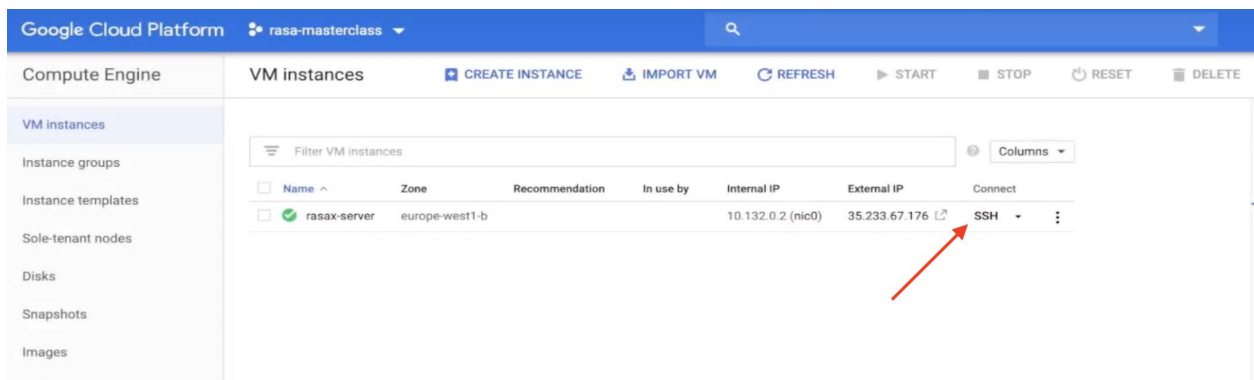 Google Cloud Platform rasa-masterclass
Compute Engine VM instances CREATE INSTANCE IMPORT VM REFRESH START STOP RESET DELETE
VM instances
Instance groups
Instance templates
Sole-tenant nodes
Disks
Snapshots
Images
Filter VM instances Columns
Name Zone Recommendation In use by Internal IP External IP Connect
rasax-server europe-west1-b 10.132.0.2 (nic0) 35.233.67.176 SSH